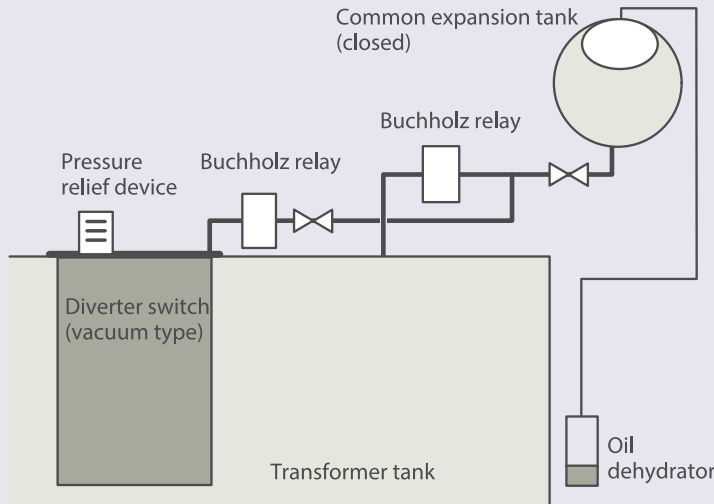 Common expansion tank
(closed)
Buchholz relay
Buchholz relay
Pressure
relief device
Diverter switch
(vacuum type)
Transformer tank
Oil
dehydrator